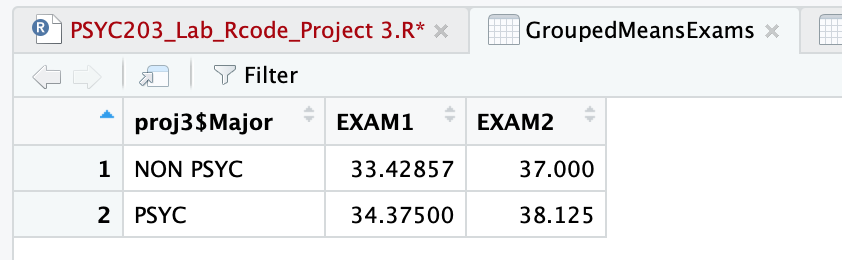 R PSYC203_Lab_Rcode_Project 3.R* GroupedMeansExams
Filter
proj3$Major EXAM1 EXAM2
1 NON PSYC 33.42857 37.000
2 PSYC 34.37500 38.125